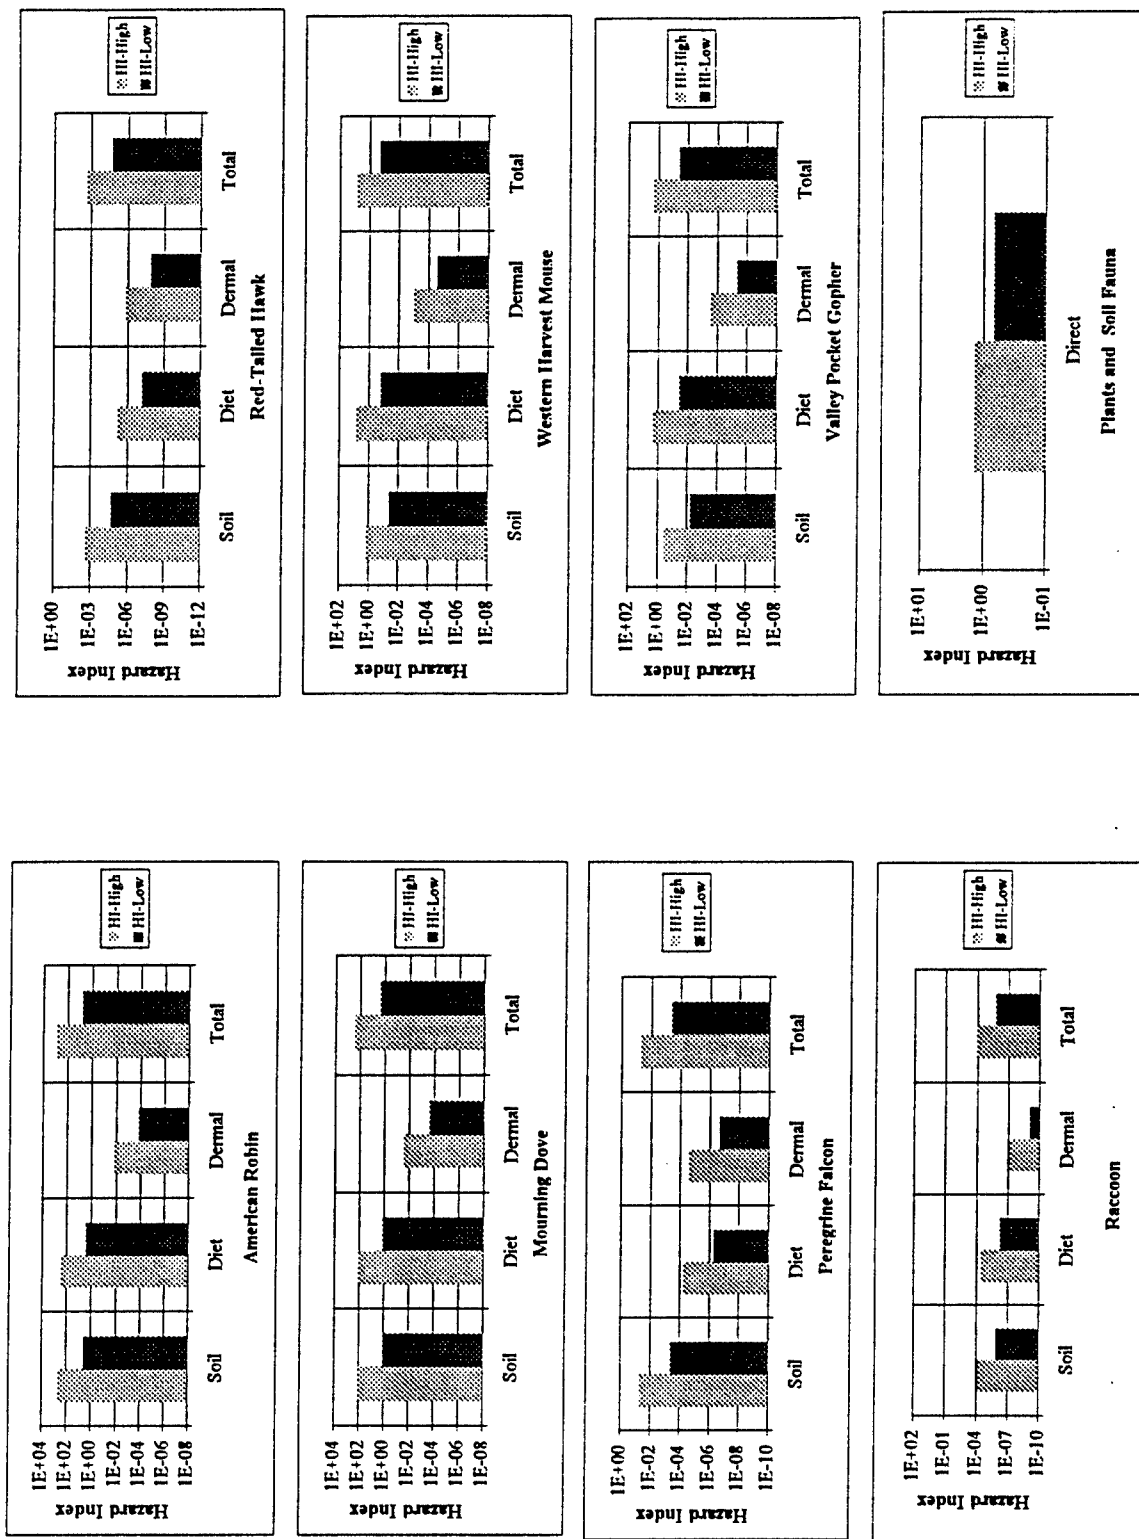 1E+04
1E+02
1E+00
1E-02
1E-04
1E-06
1E-08
Hazard Index
Soil Diet Dermal Total
American Robin
HI-High
HI-Low
1E+04
1E+02
1E+00
1E-02
1E-04
1E-06
1E-08
Hazard Index
Soil Diet Dermal Total
Mourning Dove
HI-High
HI-Low
1E+00
1E-02
1E-04
1E-06
1E-08
1E-10
Hazard Index
Soil Diet Dermal Total
Peregrine Falcon
HI-High
HI-Low
1E+02
1E-01
1E-04
1E-07
1E-10
Hazard Index
Soil Diet Dermal Total
Raccoon
HI-High
HI-Low
1E+00
1E-03
1E-06
1E-09
1E-12
Hazard Index
Soil Diet Dermal Total
Red-Tailed Hawk
HI-High
HI-Low
1E+02
1E+00
1E-02
1E-04
1E-06
1E-08
Hazard Index
Soil Diet Dermal Total
Western Harvest Mouse
HI-High
HI-Low
1E+02
1E+00
1E-02
1E-04
1E-06
1E-08
Hazard Index
Soil Diet Dermal Total
Valley Pocket Gopher
HI-High
HI-Low
1E+01
1E+00
1E-01
Hazard Index
Direct
Plants and Soil Fauna
HI-High
HI-Low